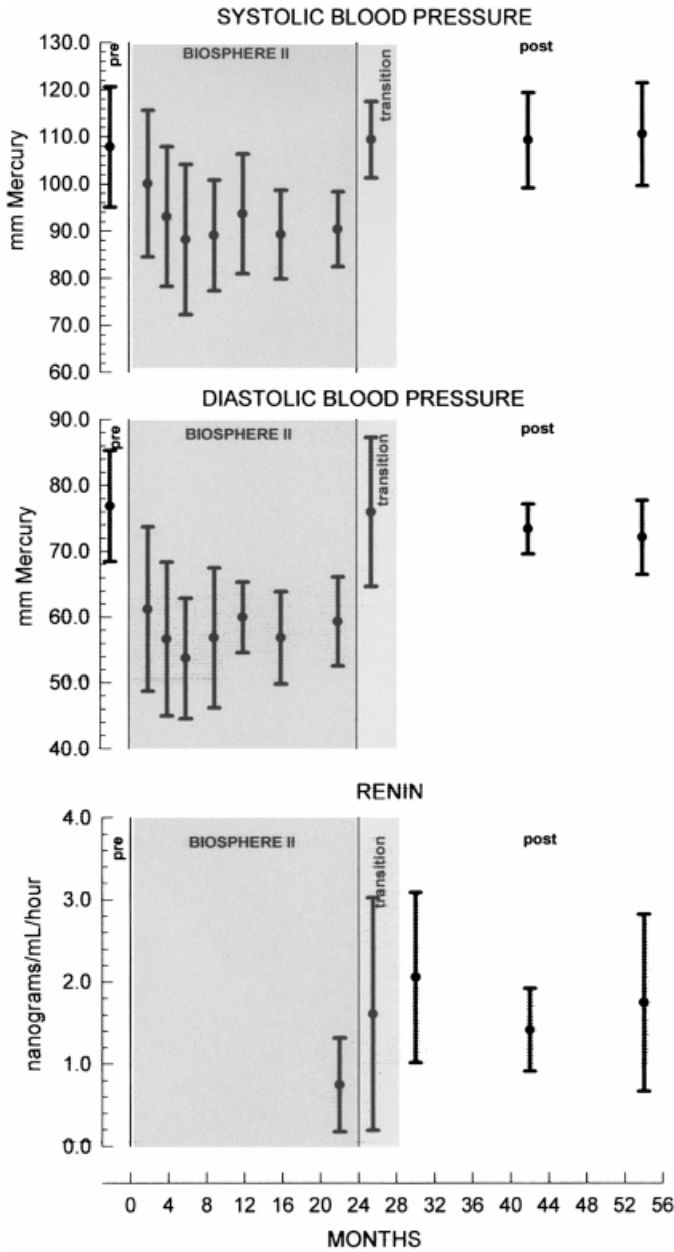 SYSTOLIC BLOOD PRESSURE
130.0
120.0
110.0
100.0
90.0
80.0
70.0
60.0
mm Mercury
pre
BIOSPHERE II
transition
post
DIASTOLIC BLOOD PRESSURE
90.0
80.0
70.0
60.0
50.0
40.0
mm Mercury
pre
BIOSPHERE II
transition
post
RENIN
4.0
3.0
2.0
1.0
0.0
nanograms/mL/hour
pre
BIOSPHERE II
transition
post
0 4 8 12 16 20 24 28 32 36 40 44 48 52 56
MONTHS